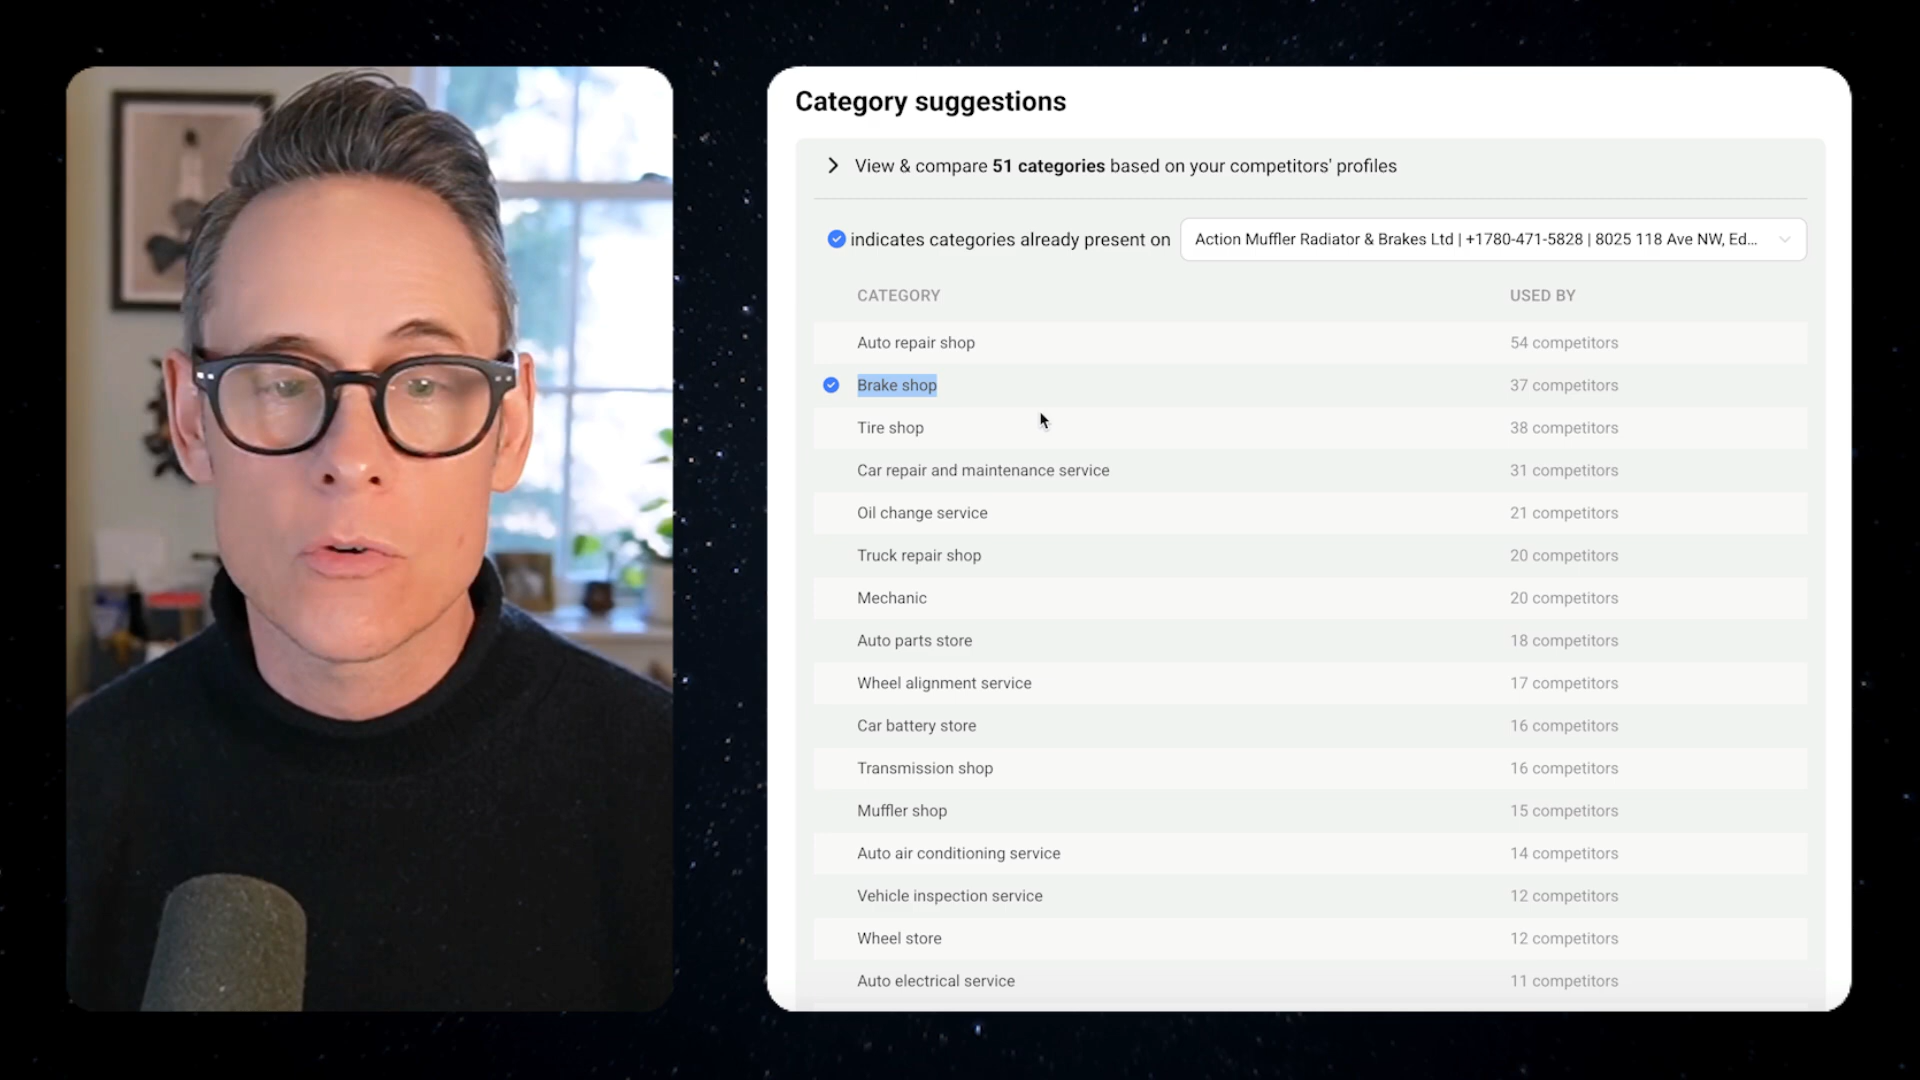 Category suggestions
View & compare 51 categories based on your competitors' profiles
indicates categories already present on
Action Muffler Radiator & Brakes Ltd | +1780-471-5828 | 8025 118 Ave NW, Ed...
CATEGORY USED BY
Auto repair shop 54 competitors
Brake shop 37 competitors
Tire shop 38 competitors
Car repair and maintenance service 31 competitors
Oil change service 21 competitors
Truck repair shop 20 competitors
Mechanic 20 competitors
Auto parts store 18 competitors
Wheel alignment service 17 competitors
Car battery store 16 competitors
Transmission shop 16 competitors
Muffler shop 15 competitors
Auto air conditioning service 14 competitors
Vehicle inspection service 12 competitors
Wheel store 12 competitors
Auto electrical service 11 competitors